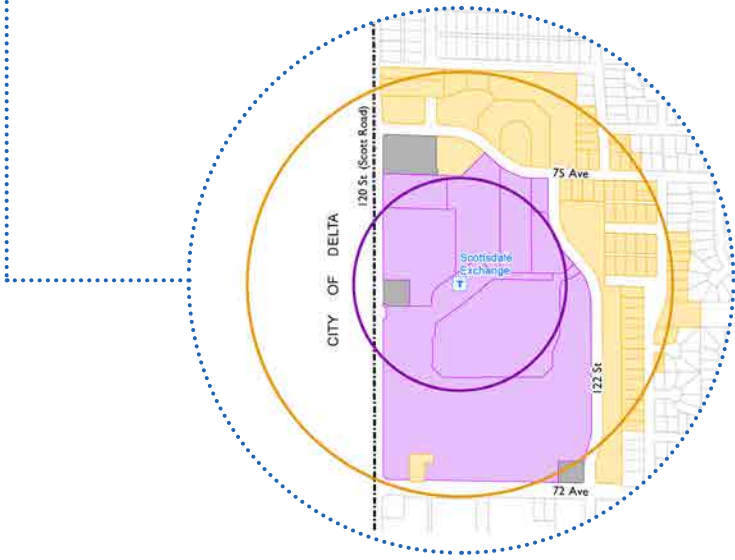 120 St (Scott Road)
75 Ave
CITY OF DELTA
Scottsdale
Exchange
T
122 St
72 Ave